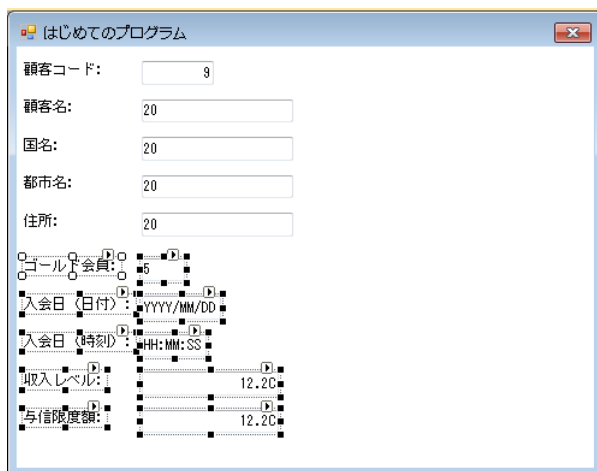 はじめてのプログラム
顧客コード: 9
顧客名: 20
国名: 20
都市名: 20
住所: 20
ゴールド会員: 5
入会日（日付）: YYYY/MM/DD
入会日（時刻）: HH:MM:SS
収入レベル: 12.2C
与信限度額: 12.2C